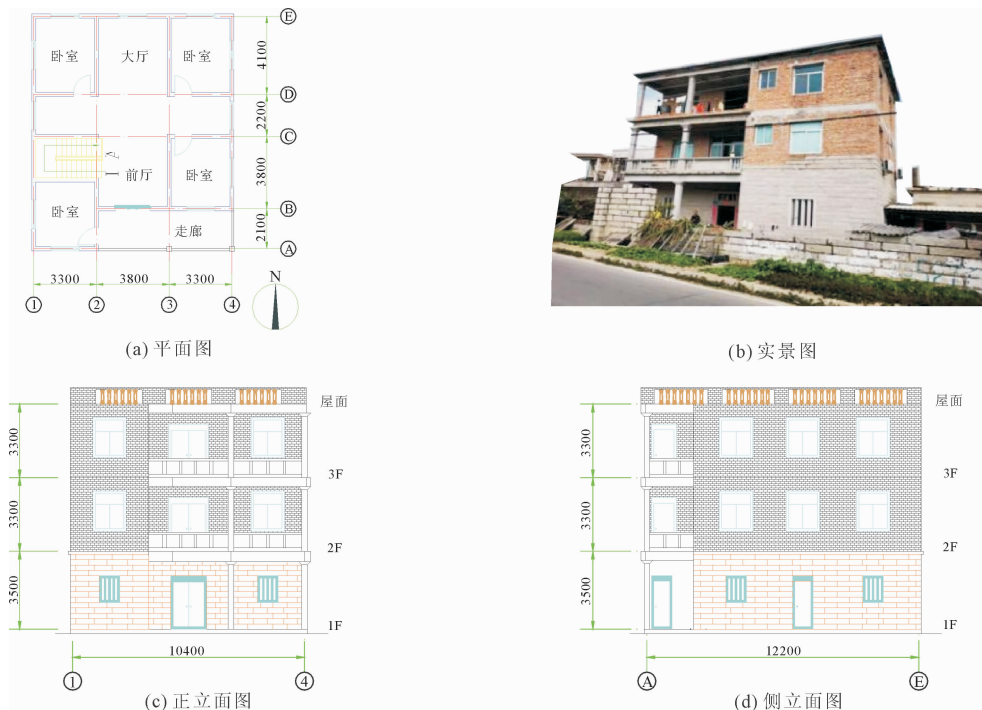 卧室
大厅
卧室
前厅
卧室
卧室
走廊
E
D
C
B
A
4100
2200
3800
2100
3300
3800
3300
1
2
3
4
N
(a) 平面图
(b) 实景图
屋面
3F
2F
1F
3300
3300
3500
10400
1
4
(c) 正立面图
屋面
3F
2F
1F
3300
3300
3500
12200
A
E
(d) 侧立面图